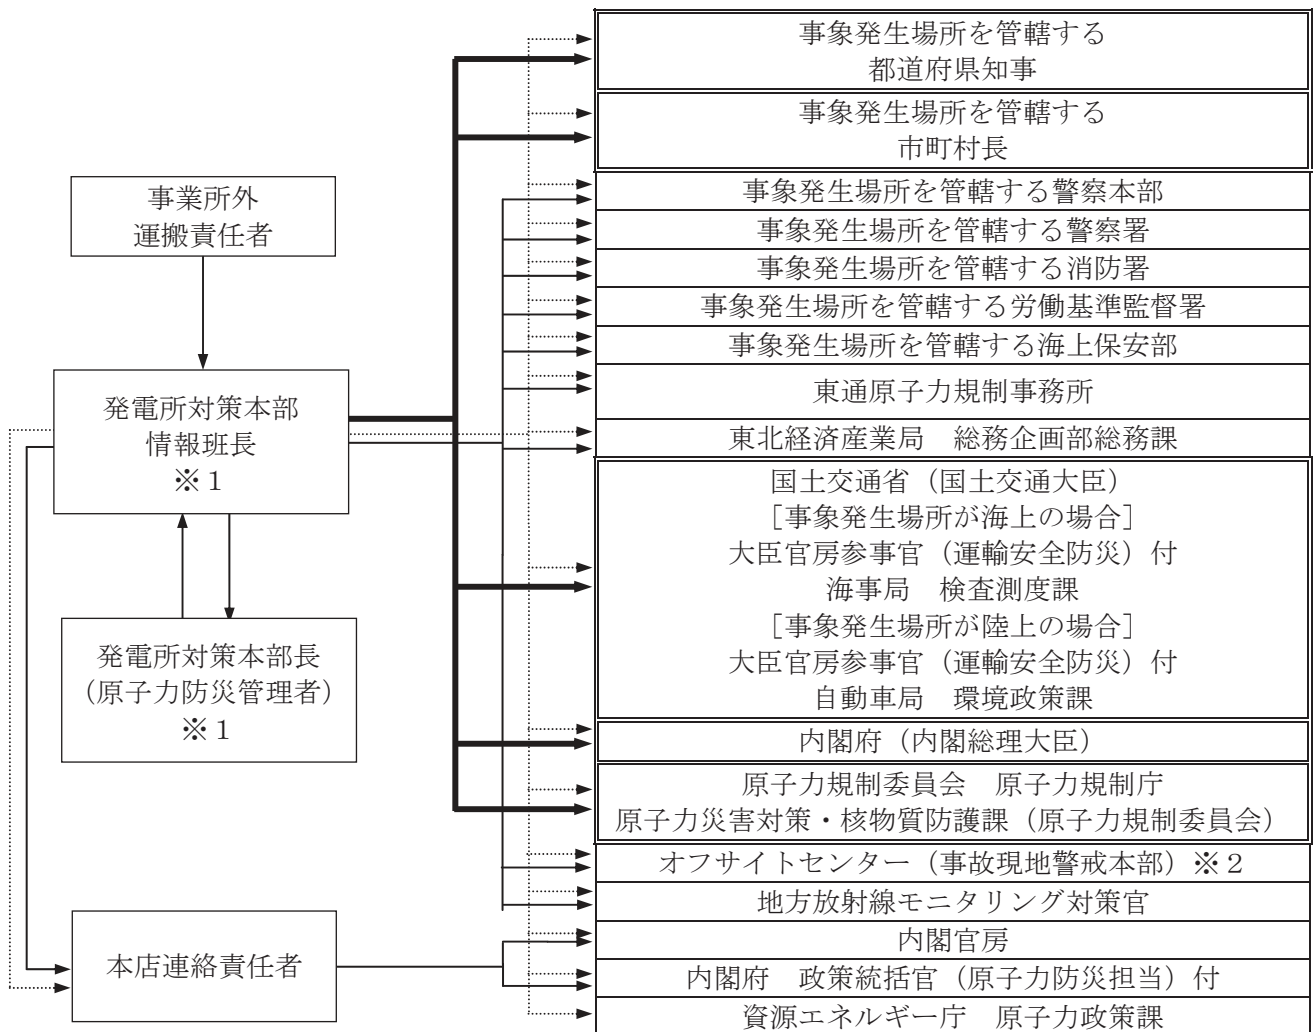 事象発生場所を管轄する
都道府県知事
事象発生場所を管轄する
市町村長
事業所外
運搬責任者
事象発生場所を管轄する警察本部
事象発生場所を管轄する警察署
事象発生場所を管轄する消防署
事象発生場所を管轄する労働基準監督署
事象発生場所を管轄する海上保安部
発電所対策本部
情報班長
※1
東通原子力規制事務所
東北経済産業局　総務企画部総務課
国土交通省（国土交通大臣）
［事象発生場所が海上の場合］
大臣官房参事官（運輸安全防災）付
海事局　検査測度課
［事象発生場所が陸上の場合］
大臣官房参事官（運輸安全防災）付
自動車局　環境政策課
発電所対策本部長
（原子力防災管理者）
※1
内閣府（内閣総理大臣）
原子力規制委員会　原子力規制庁
原子力災害対策・核物質防護課（原子力規制委員会）
オフサイトセンター（事故現地警戒本部）※2
地方放射線モニタリング対策官
本店連絡責任者
内閣官房
内閣府　政策統括官（原子力防災担当）付
資源エネルギー庁　原子力政策課